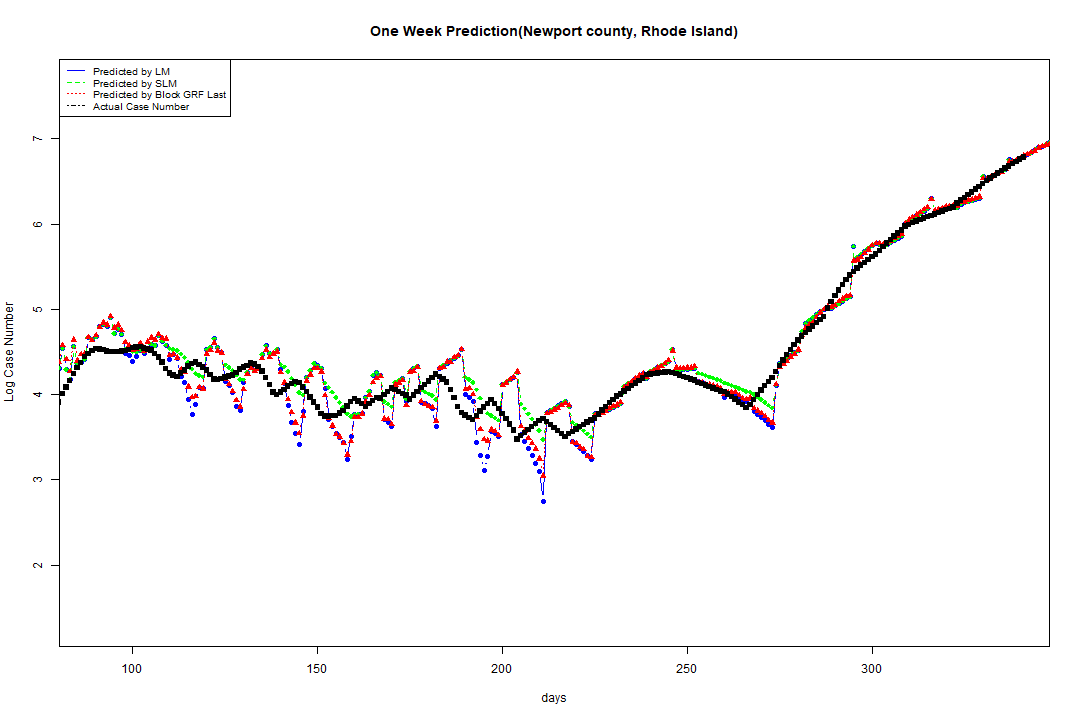 One Week Prediction(Newport county, Rhode Island)
Predicted by LM
Predicted by SLM
Predicted by Block GRF Last
Actual Case Number
Log Case Number
7
6
5
4
3
2
100 150 200 250 300
days